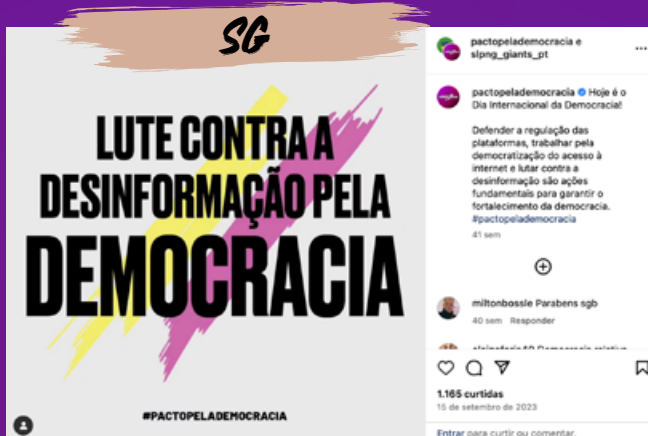 SG
LUTE CONTRA A
DESINFORMAÇÃO PELA
DEMOCRACIA
#PACTOPELADEMOCRACIA
pactopelademocracia e
slpng_giants_pt
pactopelademocracia Hoje é o
Dia Internacional da Democracia!
Defender a regulação das
plataformas, trabalhar pela
democratização do acesso à
internet e lutar contra a
desinformação são ações
fundamentais para garantir o
fortalecimento da democracia.
#pactopelademocracia
41 sem
miltonbossle Parabens sgb
40 sem Responder
1.165 curtidas
15 de setembro de 2023
Entrar para curtir ou comentar.